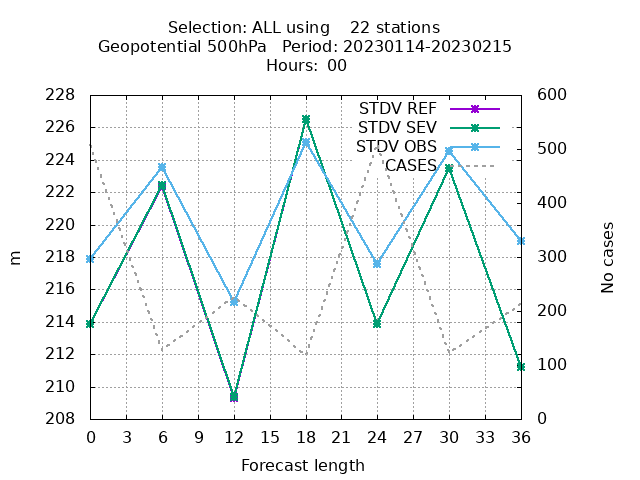 Selection: ALL using    22 stations
Geopotential 500hPa   Period: 20230114-20230215
Hours:  00
228
226
224
222
220
218
216
214
212
210
208
m
600
500
400
300
200
100
0
No cases
STDV REF
STDV SEV
STDV OBS
CASES
0 3 6 9 12 15 18 21 24 27 30 33 36
Forecast length